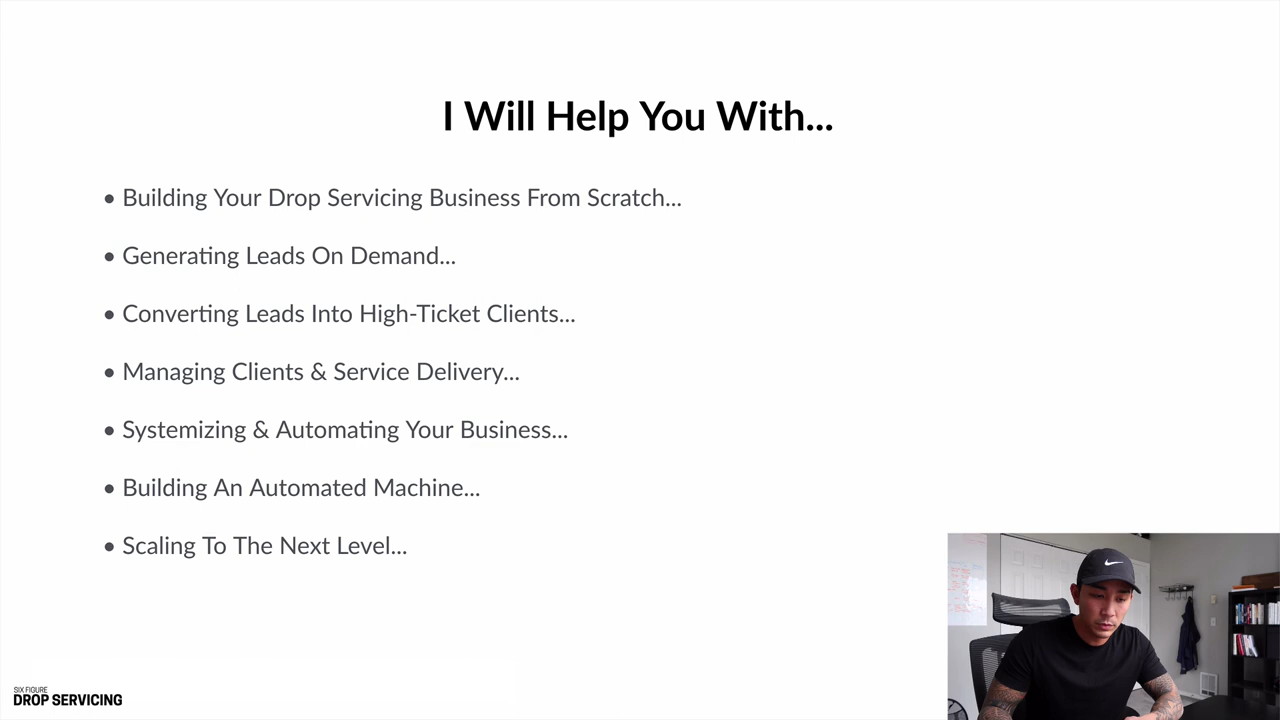 I Will Help You With...
• Building Your Drop Servicing Business From Scratch...
• Generating Leads On Demand...
• Converting Leads Into High-Ticket Clients...
• Managing Clients & Service Delivery...
• Systemizing & Automating Your Business...
• Building An Automated Machine...
• Scaling To The Next Level...
SIX FIGURE
DROP SERVICING